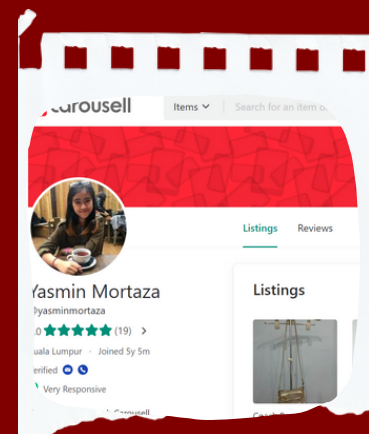 carousell
Items
Search for an item o
Listings
Reviews
Yasmin Mortaza
@yasminmortaza
.0 (19)
uala Lumpur · Joined 5y 5m
erified
Very Responsive
Listings